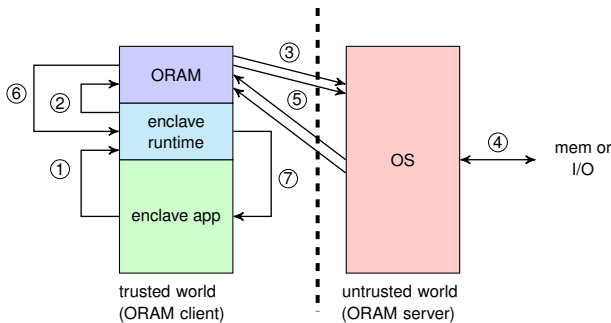 ③
ORAM
⑥
②
⑤
enclave
runtime
OS
④
mem or
I/O
①
⑦
enclave app
trusted world
(ORAM client)
untrusted world
(ORAM server)